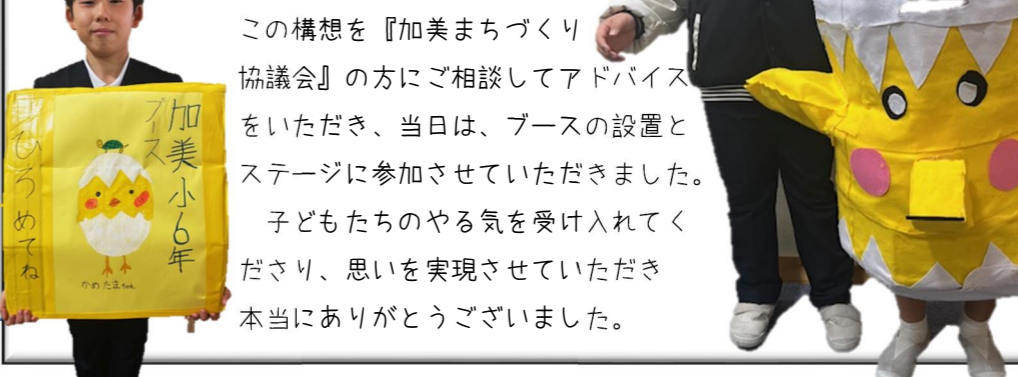 この構想を『加美まちづくり
協議会』の方にご相談してアドバイス
をいただき、当日は、ブースの設置と
ステージに参加させていただきました。
　子どもたちのやる気を受け入れてく
ださり、思いを実現させていただき
本当にありがとうございました。
加美小6年
ブース
ひろめてね
かめたまちゃん